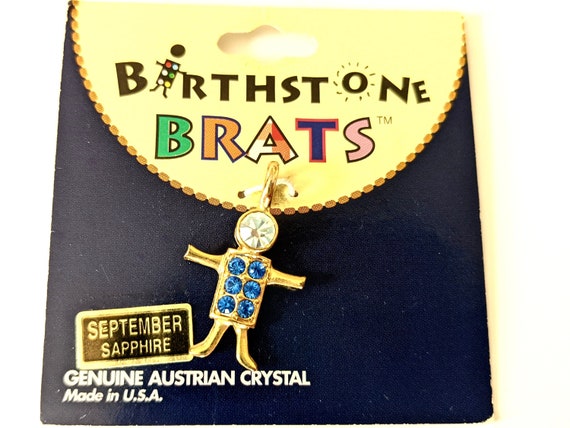 BIRTHSTONE
BRATS™
SEPTEMBER
SAPPHIRE
GENUINE AUSTRIAN CRYSTAL
Made in U.S.A.